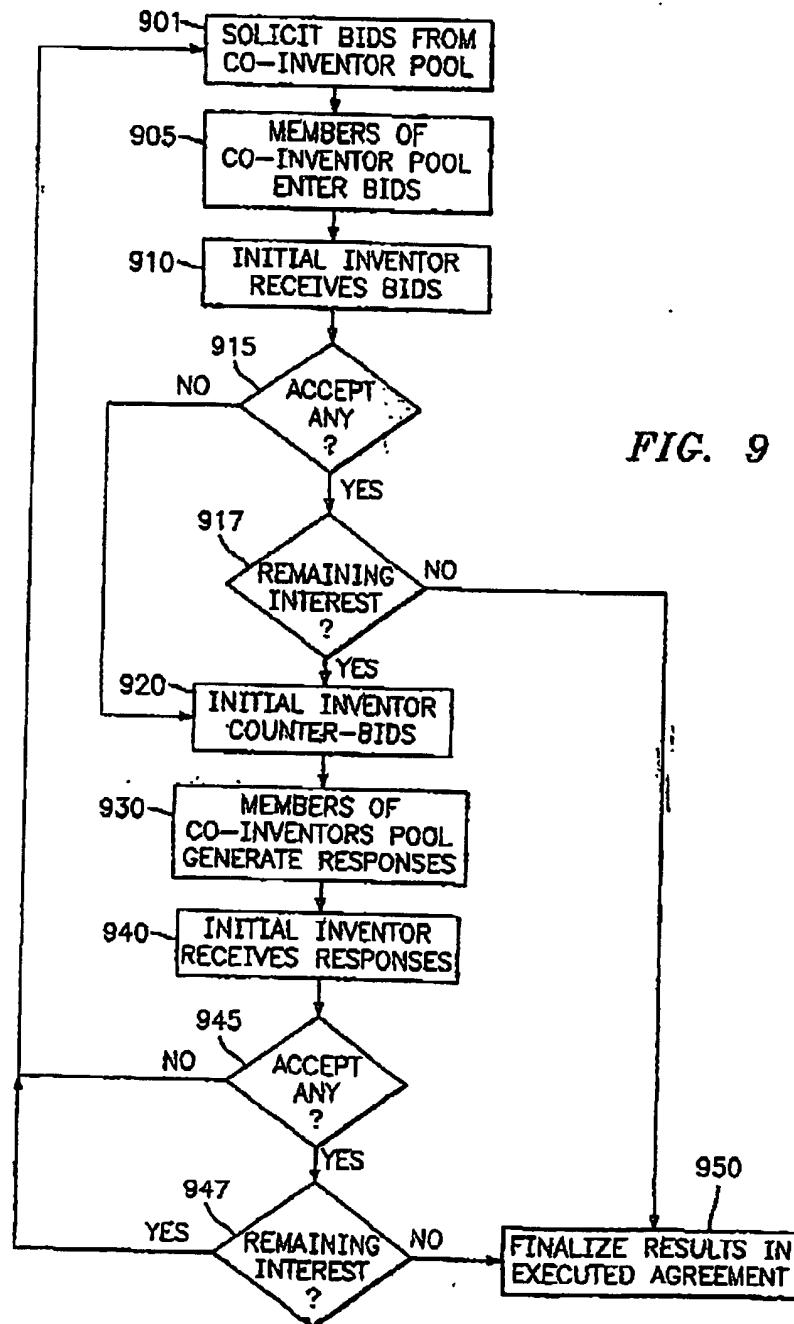 901
SOLICIT BIDS FROM
CO-INVENTOR POOL
905
MEMBERS OF
CO-INVENTOR POOL
ENTER BIDS
910
INITIAL INVENTOR
RECEIVES BIDS
915
NO
ACCEPT
ANY
?
YES
FIG. 9
917
REMAINING
INTEREST
?
NO
YES
920
INITIAL INVENTOR
COUNTER-BIDS
930
MEMBERS OF
CO-INVENTORS POOL
GENERATE RESPONSES
940
INITIAL INVENTOR
RECEIVES RESPONSES
945
NO
ACCEPT
ANY
?
YES
947
YES
REMAINING
INTEREST
?
NO
950
FINALIZE RESULTS IN
EXECUTED AGREEMENT